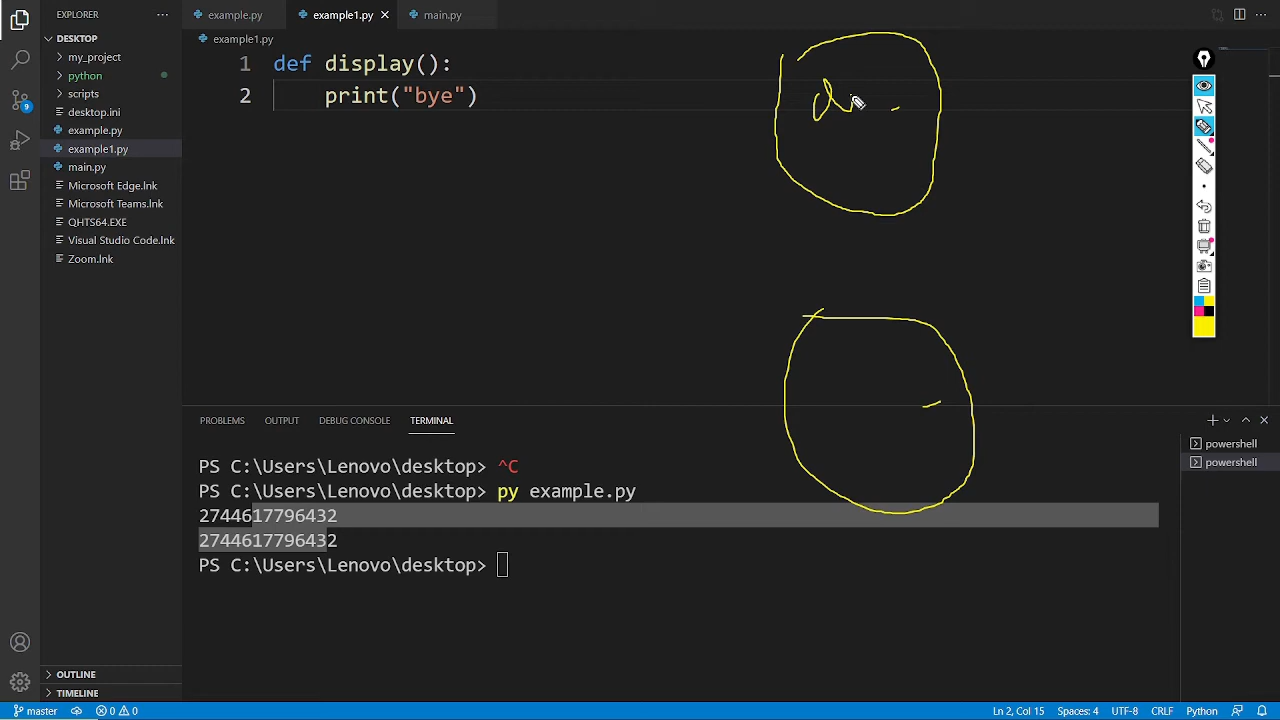 EXPLORER
DESKTOP
my_project
python
scripts
desktop.ini
example.py
example1.py
main.py
Microsoft Edge.lnk
Microsoft Teams.lnk
QHTS64.EXE
Visual Studio Code.lnk
Zoom.lnk
OUTLINE
TIMELINE
9
example.py example1.py main.py
example1.py
1 def display():
2 print("bye")
PROBLEMS OUTPUT DEBUG CONSOLE TERMINAL
PS C:\Users\Lenovo\desktop> ^C
PS C:\Users\Lenovo\desktop> py example.py
2744617796432
2744617796432
PS C:\Users\Lenovo\desktop>
powershell
powershell
master 0 0 Ln 2, Col 15 Spaces: 4 UTF-8 CRLF Python